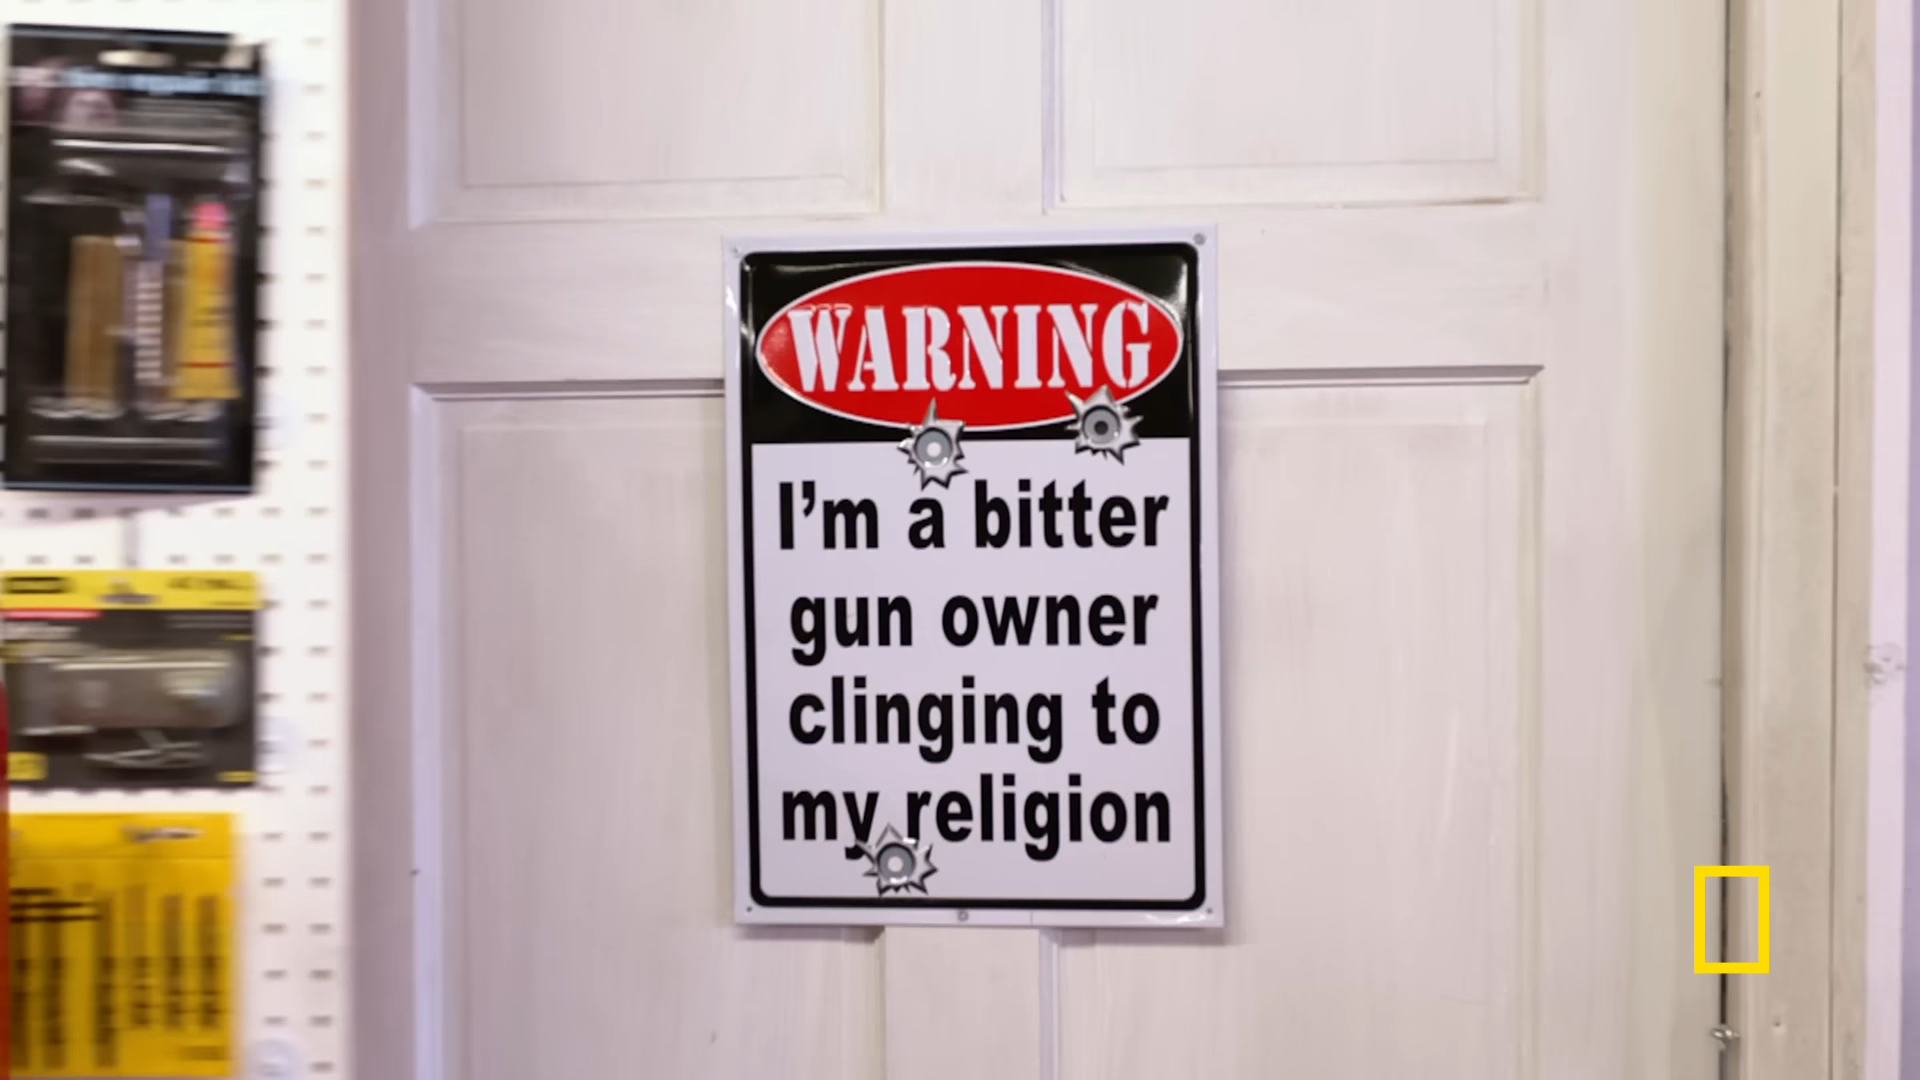 WARNING
I'm a bitter
gun owner
clinging to
my religion